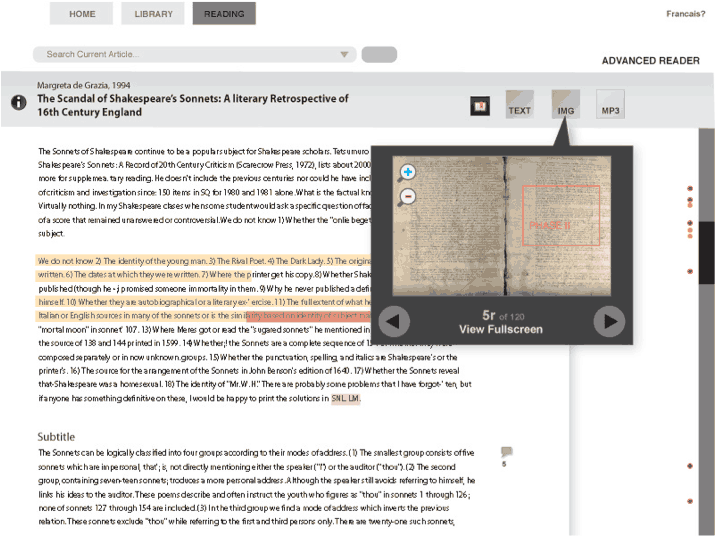 HOME
LIBRARY
READING
Francais?
Search Current Article...
ADVANCED READER
Margreta de Grazia, 1994
The Scandal of Shakespeare's Sonnets: A literary Retrospective of
16th Century England
TEXT
IMG
MP3
The Sonnets of Shakespeare continue to be a popular subject for Shakespeare scholars. Tetsumuro
Shakespeare's Sonnets: A Record of 20th Century Criticism (Scarecrow Press, 1972), lists about 2000
more for supplemea. tary reading. He doesn't include the previous centuries nor could he have incl
of criticism and investigation since: 150 items in SQ for 1980 and 1981 alone. What is the factual kn
Virtually nothing. In my Shakespeare clases when some student would ask a specific question of fac
of a score that remained unanswered or controversial. We do not know 1) Whether the "onlie beget
subject.
We do not know 2) The identity of the young man. 3) The Rival Poet. 4) The Dark Lady. 5) The origina
written. 6) The dates at which they were written. 7) Where the printer get his copy. 8) Whether Shak
published (though he -j promised someone immortality in them. 9) Why he never published a defin
himself. 10) Whether they are autobiographical or a literary ex-' ercise. 11) The full extent of what he
Italian or English sources in many of the sonnets or is the similarity based on identity of subject mat
"mortal moon" in sonnet' 107. 13) Where Meres got or read the "sugared sonnets" he mentioned in
the source of 138 and 144 printed in 1599. 14) Whether;! the Sonnets are a complete sequence of 154
composed separately or in now unknown. groups. 15) Whether the punctuation, spelling, and italics are Shakespeare's or the
printer's. 16) The source for the arrangement of the Sonnets in John Benson's edition of 1640. 17) Whether the Sonnets reveal
that-Shakespeare was a homosexual. 18) The identity of "Mr. W. H." There are probably some problems that I have forgot-' ten, but
if anyone has something definitive on these, I would be happy to print the solutions in SNL LM.
PHASE II
5r of 120
View Fullscreen
Subtitle
The Sonnets can be logically classified into four groups according to their modes of address. (1) The smallest group consists of five
sonnets which are impersonal, that'; is, not directly mentioning either the speaker ("I") or the auditor ("thou"). (2) The second
group, containing seven-teen sonnets; troduces a more personal address. Although the speaker still avoids referring to himself, he
links his ideas to the auditor. These poems describe and often instruct the youth who figures as "thou" in sonnets 1 through 126;
none of sonnets 127 through 154 are included. (3) In the third group we find a mode of address which inverts the previous
relation. These sonnets exclude "thou" while referring to the first and third persons only. There are twenty-one such sonnets,
5